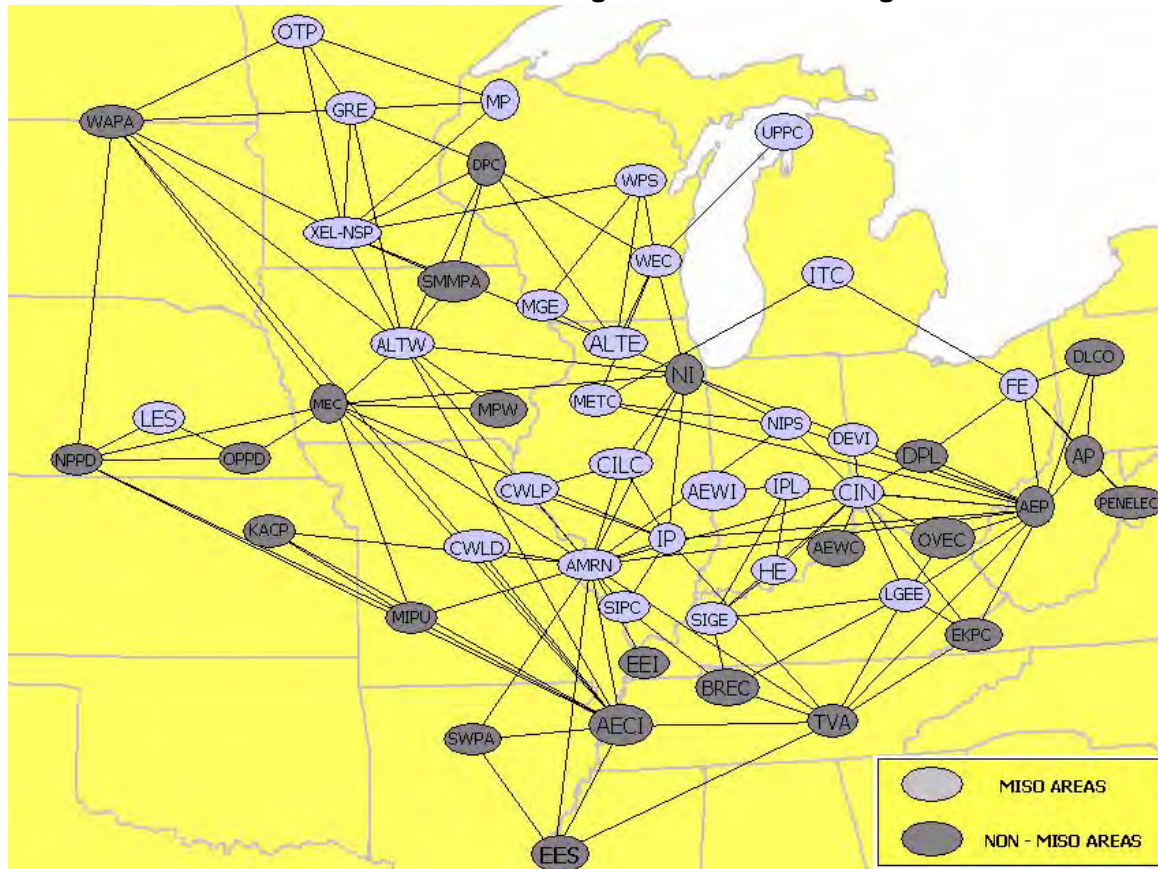 OTP
MP
GRE
WAPA
UPPC
DPC
WPS
XEL-NSP
WEC
ITC
SMMPA
MGE
ALTW
ALTE
DLCO
NI
FE
METC
MEC
MPW
LES
NIPS
DEVI
NPPD
OPPD
DPL
AP
CILC
CWLP
AEWI
IPL
CIN
AEP
PENELEC
KACP
CWLD
IP
AEWC
OVEC
AMRN
HE
LGEE
SIPC
MIPU
SIGE
EKPC
EEI
BREC
AECI
TVA
SWPA
MISO AREAS
EES
NON - MISO AREAS